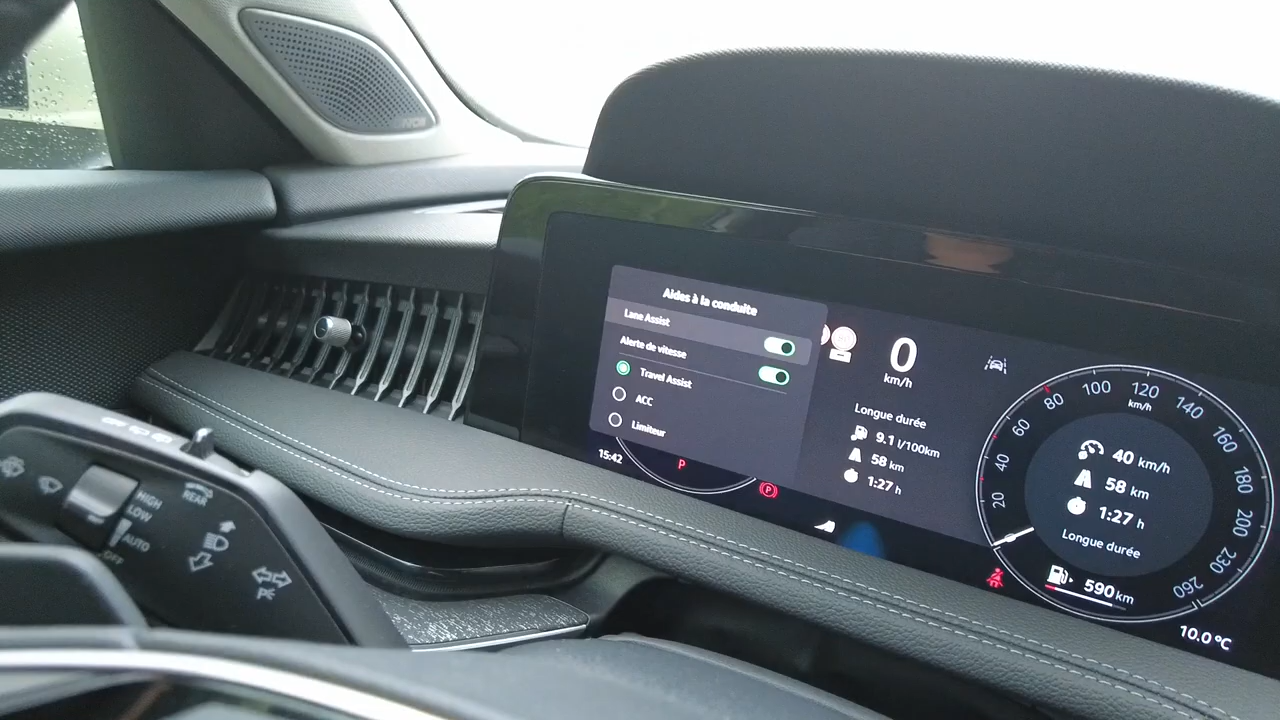 Aides à la conduite
Lane Assist
Alerte de vitesse
Travel Assist
ACC
Limiteur
15:42
P
P
0
km/h
Longue durée
9.1 l/100km
58 km
1:27 h
20
40
60
80
100
120
140
160
180
200
230
260
km/h
40 km/h
58 km
1:27 h
Longue durée
590 km
10.0 °C
HIGH
LOW
AUTO
OFF
REAR